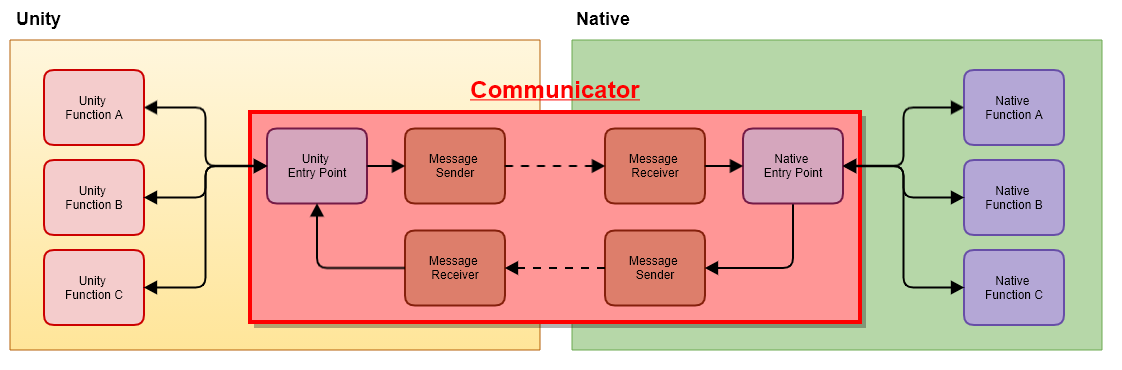 Unity
Native
Communicator
Unity
Function A
Unity
Function B
Unity
Function C
Unity
Entry Point
Message
Sender
Message
Receiver
Native
Entry Point
Message
Receiver
Message
Sender
Native
Function A
Native
Function B
Native
Function C